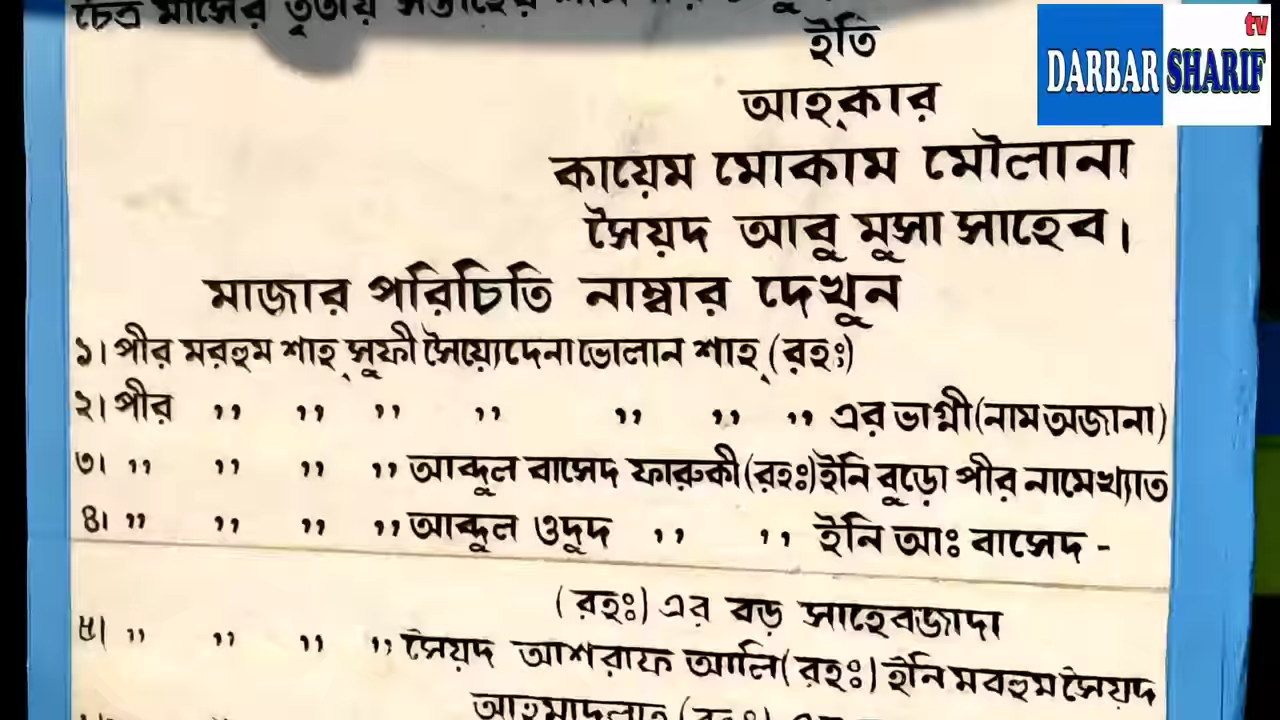 চৈত্র মাসের তৃতীয় সপ্তাহের
ইতি
আহ্কার
কায়েম মোকাম মৌলানা
সৈয়দ আবু মুসা সাহেব।
মাজার পরিচিতি নাম্বার দেখুন
১। পীর মরহুম শাহ্ সুফী সৈয়্যেদেনা ভোলান শাহ্ (রহঃ)
২। পীর ,, ,, ,, ,, ,, ,, ,, এর ভাগ্নী (নাম অজানা)
৩। ,, ,, ,, ,, আব্দুল বাসেদ ফারুকী (রহঃ) ইনি বুড়ো পীর নামে খ্যাত
৪। ,, ,, ,, ,, আব্দুল ওদুদ ,, ,, ইনি আঃ বাসেদ -
(রহঃ) এর বড় সাহেবজাদা
৫। ,, ,, ,, ,, সৈয়দ আশরাফ আলি (রহঃ) ইনি মরহুম সৈয়দ
DARBAR SHARIF tv